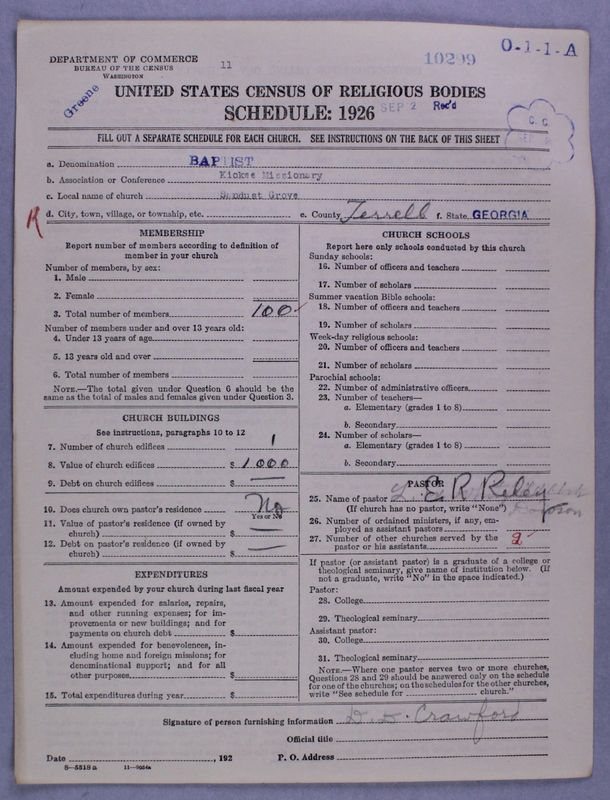 DEPARTMENT OF COMMERCE
BUREAU OF THE CENSUS
WASHINGTON
11
10299
O-1-1-A
Greene
UNITED STATES CENSUS OF RELIGIOUS BODIES
SCHEDULE: 1926
SEP 2 Rec'd
C. C.
FILL OUT A SEPARATE SCHEDULE FOR EACH CHURCH. SEE INSTRUCTIONS ON THE BACK OF THIS SHEET
a. Denomination BAPTIST
b. Association or Conference Kiokee Missionary
c. Local name of church Grove
d. City, town, village, or township, etc. e. County Terrell f. State GEORGIA
MEMBERSHIP
Report number of members according to definition of
member in your church
Number of members, by sex:
1. Male
2. Female
3. Total number of members 100
Number of members under and over 13 years old:
4. Under 13 years of age
5. 13 years old and over
6. Total number of members
NOTE.—The total given under Question 6 should be the
same as the total of males and females given under Question 3.
CHURCH BUILDINGS
See instructions, paragraphs 10 to 12
7. Number of church edifices 1
8. Value of church edifices $ 1000
9. Debt on church edifices $
10. Does church own pastor's residence No
Yes or No
11. Value of pastor's residence (if owned by
church) $
12. Debt on pastor's residence (if owned by
church) $
EXPENDITURES
Amount expended by your church during last fiscal year
13. Amount expended for salaries, repairs,
and other running expenses; for im-
provements or new buildings; and for
payments on church debt $
14. Amount expended for benevolences, in-
cluding home and foreign missions; for
denominational support; and for all
other purposes $
15. Total expenditures during year $
CHURCH SCHOOLS
Report here only schools conducted by this church
Sunday schools:
16. Number of officers and teachers
17. Number of scholars
Summer vacation Bible schools:
18. Number of officers and teachers
19. Number of scholars
Week-day religious schools:
20. Number of officers and teachers
21. Number of scholars
Parochial schools:
22. Number of administrative officers
23. Number of teachers—
a. Elementary (grades 1 to 8)
b. Secondary
24. Number of scholars—
a. Elementary (grades 1 to 8)
b. Secondary
PASTOR
25. Name of pastor E R
(If church has no pastor, write "None")
26. Number of ordained ministers, if any, em-
ployed as assistant pastors
27. Number of other churches served by the
pastor or his assistants 2
If pastor (or assistant pastor) is a graduate of a college or
theological seminary, give name of institution below. (If
not a graduate, write "No" in the space indicated.)
Pastor:
28. College
29. Theological seminary
Assistant pastor:
30. College
31. Theological seminary
NOTE.—Where one pastor serves two or more churches,
Questions 28 and 29 should be answered only on the schedule
for one of the churches; on the schedules for the other churches,
write "See schedule for church."
Signature of person furnishing information D. D. Crawford
Official title
Date , 192 P. O. Address
8—5518 a 11—9054a